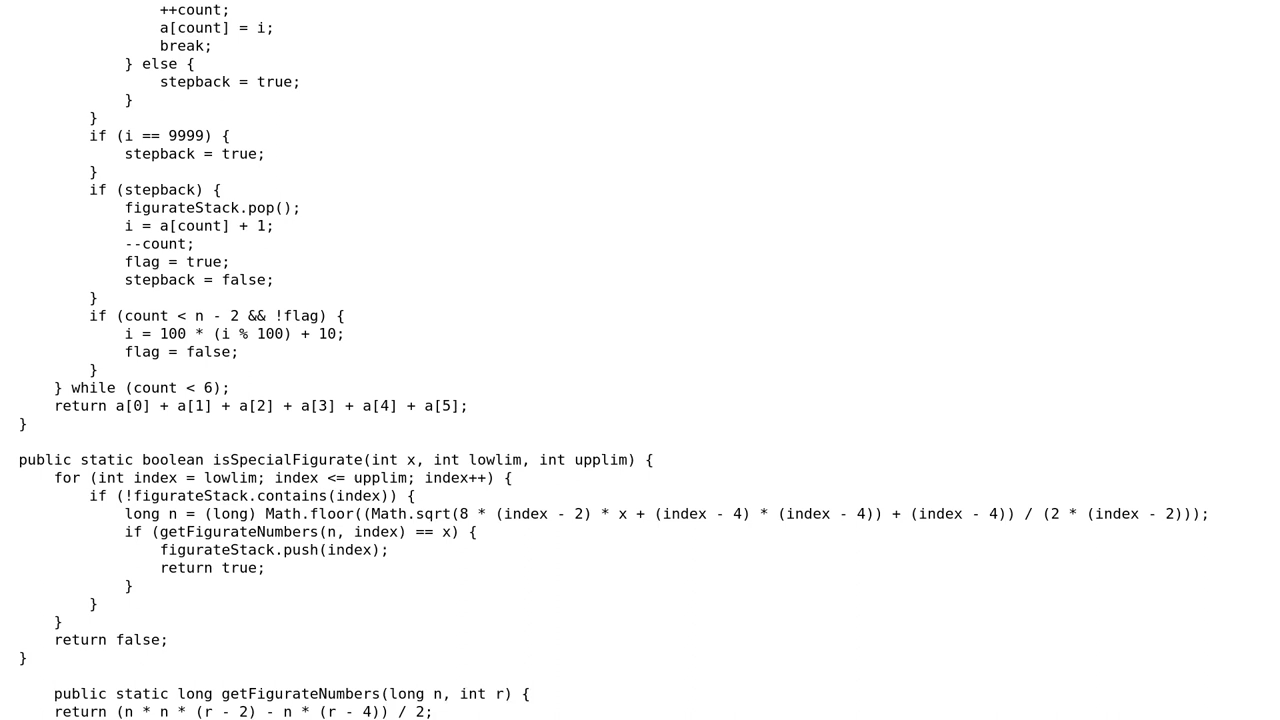 ++count;
                a[count] = i;
                break;
            } else {
                stepback = true;
            }
        }
        if (i == 9999) {
            stepback = true;
        }
        if (stepback) {
            figurateStack.pop();
            i = a[count] + 1;
            --count;
            flag = true;
            stepback = false;
        }
        if (count < n - 2 && !flag) {
            i = 100 * (i % 100) + 10;
            flag = false;
        }
    } while (count < 6);
    return a[0] + a[1] + a[2] + a[3] + a[4] + a[5];
}

public static boolean isSpecialFigurate(int x, int lowlim, int upplim) {
    for (int index = lowlim; index <= upplim; index++) {
        if (!figurateStack.contains(index)) {
            long n = (long) Math.floor((Math.sqrt(8 * (index - 2) * x + (index - 4) * (index - 4)) + (index - 4)) / (2 * (index - 2)));
            if (getFigurateNumbers(n, index) == x) {
                figurateStack.push(index);
                return true;
            }
        }
    }
    return false;
}

    public static long getFigurateNumbers(long n, int r) {
    return (n * n * (r - 2) - n * (r - 4)) / 2;